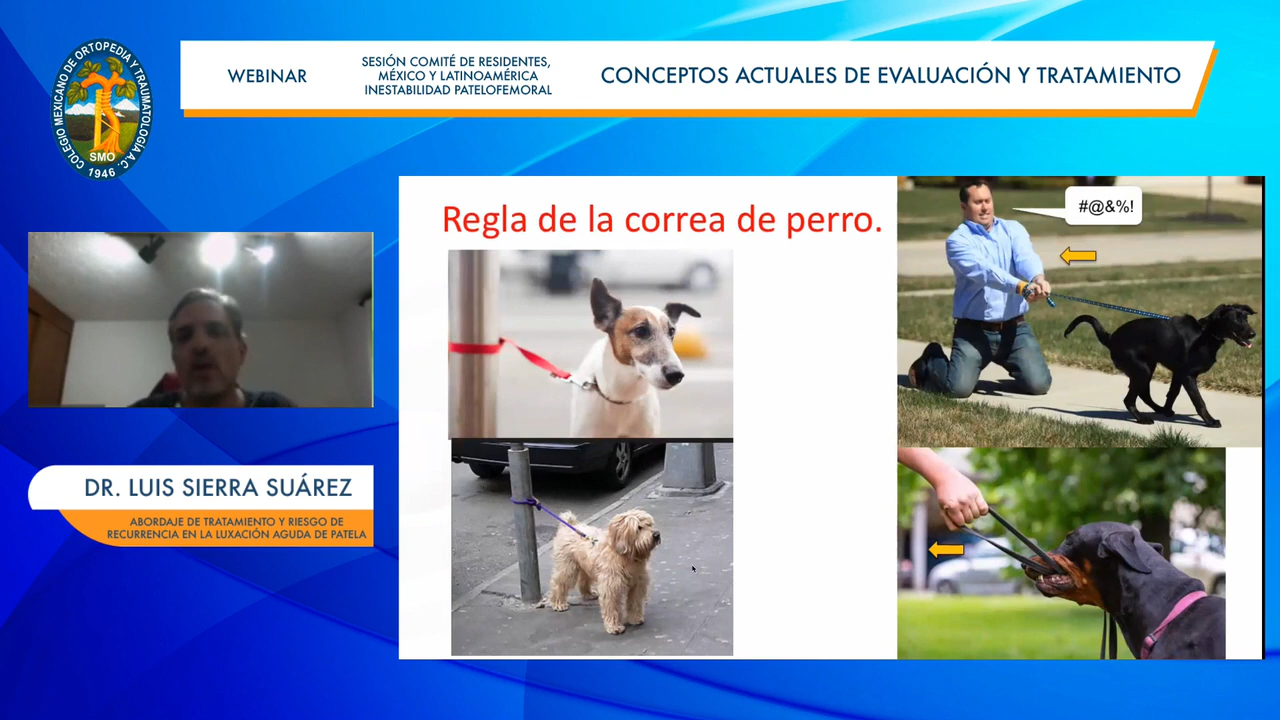 COLEGIO MEXICANO DE ORTOPEDIA Y TRAUMATOLOGIA A.C.
SMO
1946
WEBINAR
SESIÓN COMITÉ DE RESIDENTES,
MÉXICO Y LATINOAMÉRICA
INESTABILIDAD PATELOFEMORAL
CONCEPTOS ACTUALES DE EVALUACIÓN Y TRATAMIENTO
Regla de la correa de perro.
#@&%!
DR. LUIS SIERRA SUÁREZ
ABORDAJE DE TRATAMIENTO Y RIESGO DE
RECURRENCIA EN LA LUXACIÓN AGUDA DE PATELA